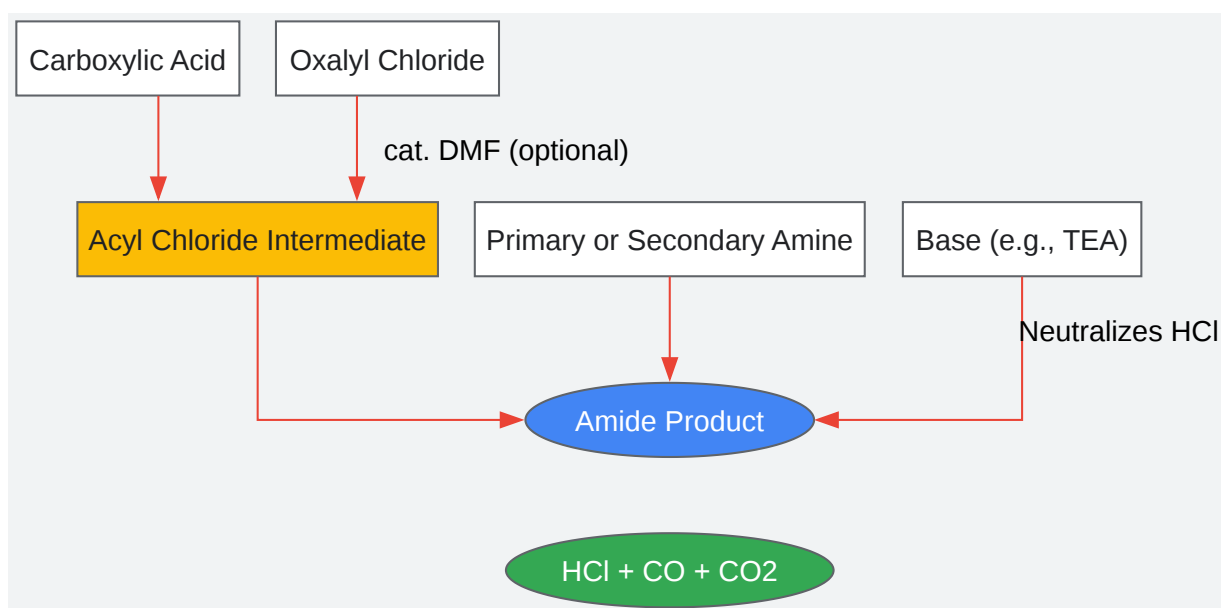 Carboxylic Acid
Oxalyl Chloride
cat. DMF (optional)
Acyl Chloride Intermediate
Primary or Secondary Amine
Base (e.g., TEA)
Neutralizes HCl
Amide Product
HCl + CO + CO2